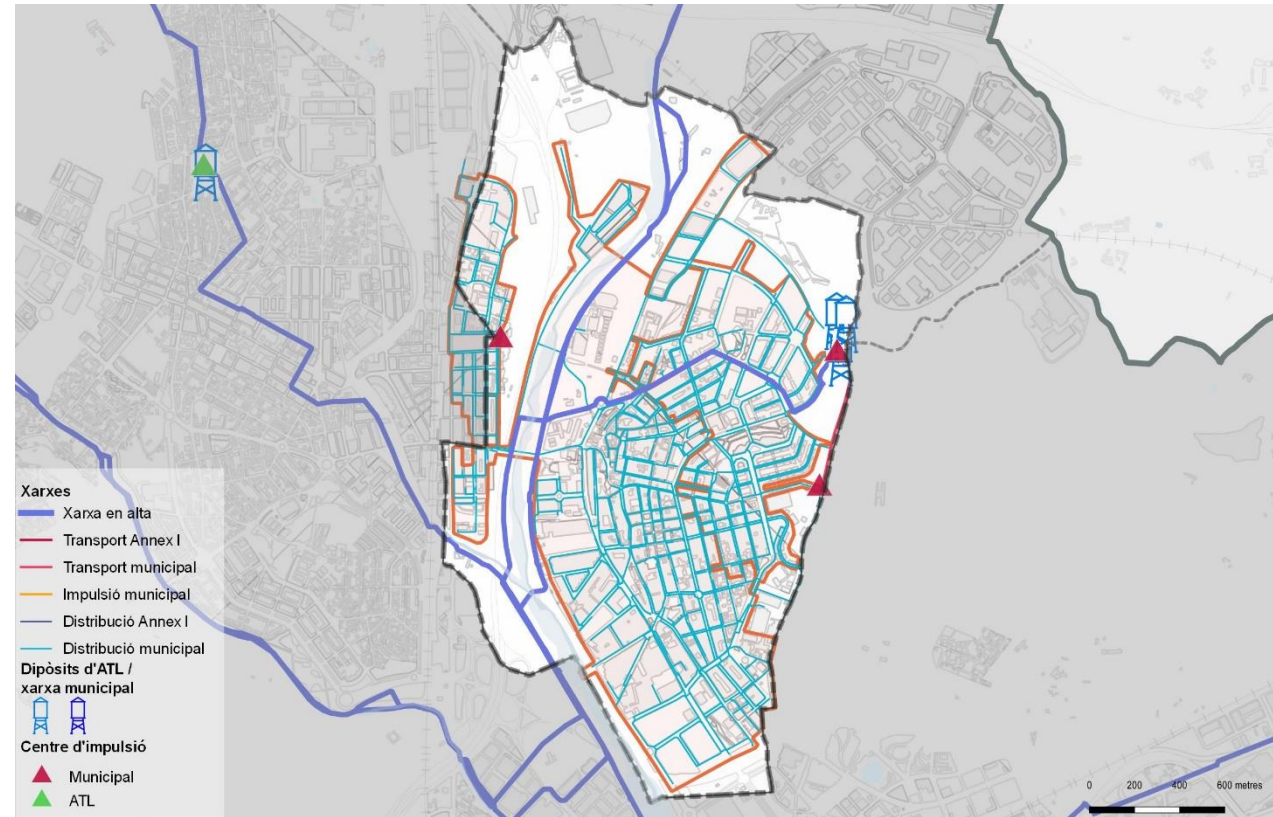 Xarxes
Xarxa en alta
Transport Annex I
Transport municipal
Impulsió municipal
Distribució Annex I
Distribució municipal
Dipòsits d'ATL /
xarxa municipal
Centre d'impulsió
Municipal
ATL
0 200 400 600 metres